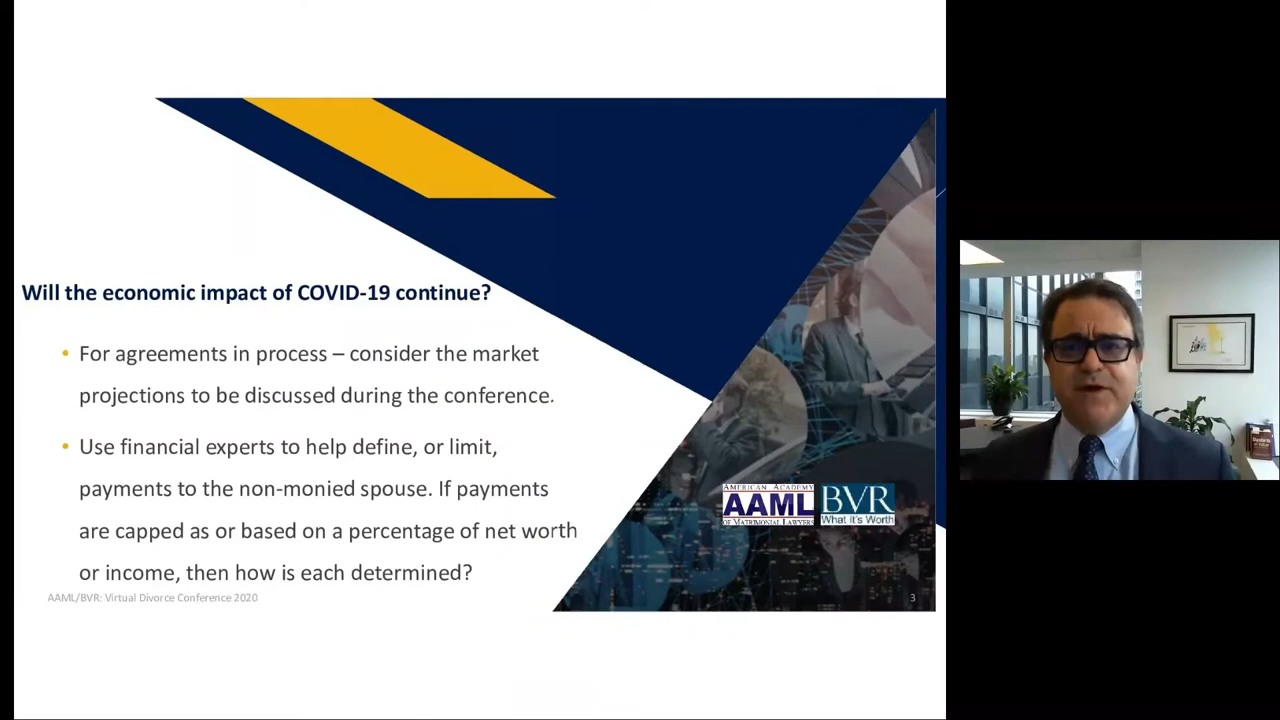 Will the economic impact of COVID-19 continue?
• For agreements in process – consider the market
projections to be discussed during the conference.
• Use financial experts to help define, or limit,
payments to the non-monied spouse. If payments
are capped as or based on a percentage of net worth
or income, then how is each determined?
AMERICAN ACADEMY
AAML
OF MATRIMONIAL LAWYERS
BVR
What It's Worth
AAML/BVR: Virtual Divorce Conference 2020
3